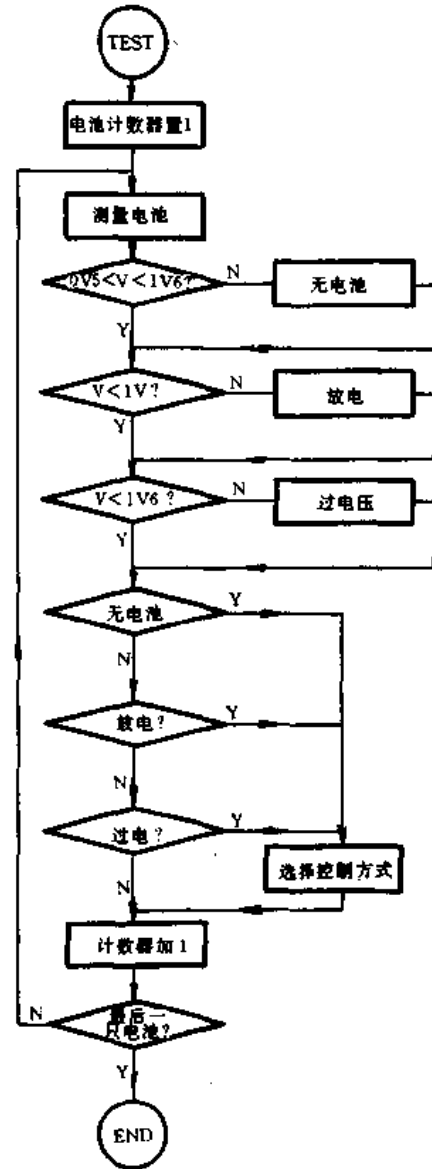 TEST
电池计数器置1
测量电池
0V5<V<1V6?
N
无电池
Y
V<1V?
N
放电
Y
V<1V6 ?
N
过电压
Y
无电池
Y
N
放电?
Y
N
过电?
Y
选择控制方式
N
计数器加1
最后一
只电池?
N
Y
END